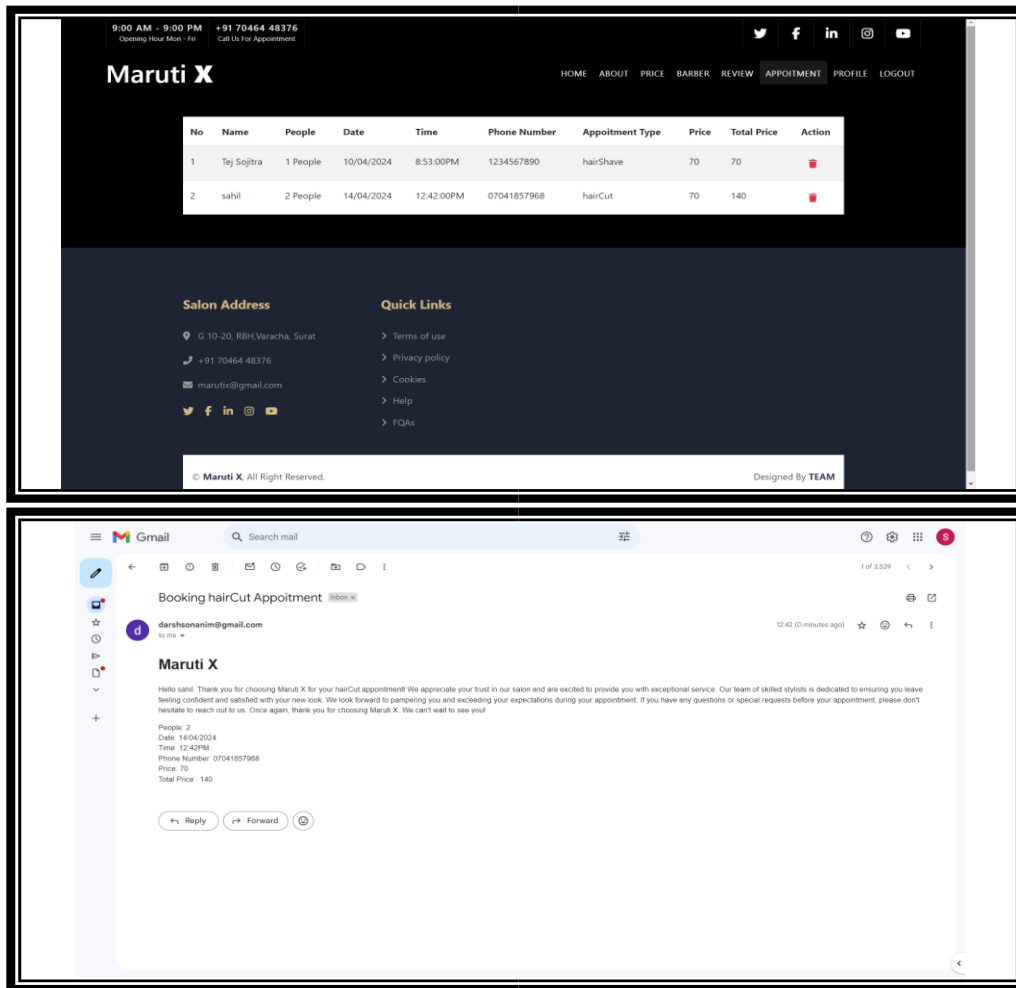 9:00 AM - 9:00 PM +91 70464 48376
Opening Hour Mon - Fri Call Us For Appointment
Maruti X
HOME ABOUT PRICE BARBER REVIEW APPOITMENT PROFILE LOGOUT
No Name People Date Time Phone Number Appoitment Type Price Total Price Action
1 Tej Sojitra 1 People 10/04/2024 8:53:00PM 1234567890 hairShave 70 70
2 sahil 2 People 14/04/2024 12:42:00PM 07041857968 hairCut 70 140
Salon Address
G 10-20, RBH,Varacha, Surat
+91 70464 48376
marutix@gmail.com
Quick Links
Terms of use
Privacy policy
Cookies
Help
FQAs
© Maruti X, All Right Reserved. Designed By TEAM
Gmail
Search mail
S
1 of 3,539
Booking hairCut Appoitment Inbox x
d
darshsonanim@gmail.com 12:42 (0 minutes ago)
to me
Maruti X
Hello sahil. Thank you for choosing Maruti X for your hairCut appointment! We appreciate your trust in our salon and are excited to provide you with exceptional service. Our team of skilled stylists is dedicated to ensuring you leave
feeling confident and satisfied with your new look. We look forward to pampering you and exceeding your expectations during your appointment. If you have any questions or special requests before your appointment, please don't
hesitate to reach out to us. Once again, thank you for choosing Maruti X. We can't wait to see you!
People: 2
Date: 14/04/2024
Time: 12:42PM
Phone Number: 07041857968
Price: 70
Total Price : 140
Reply Forward